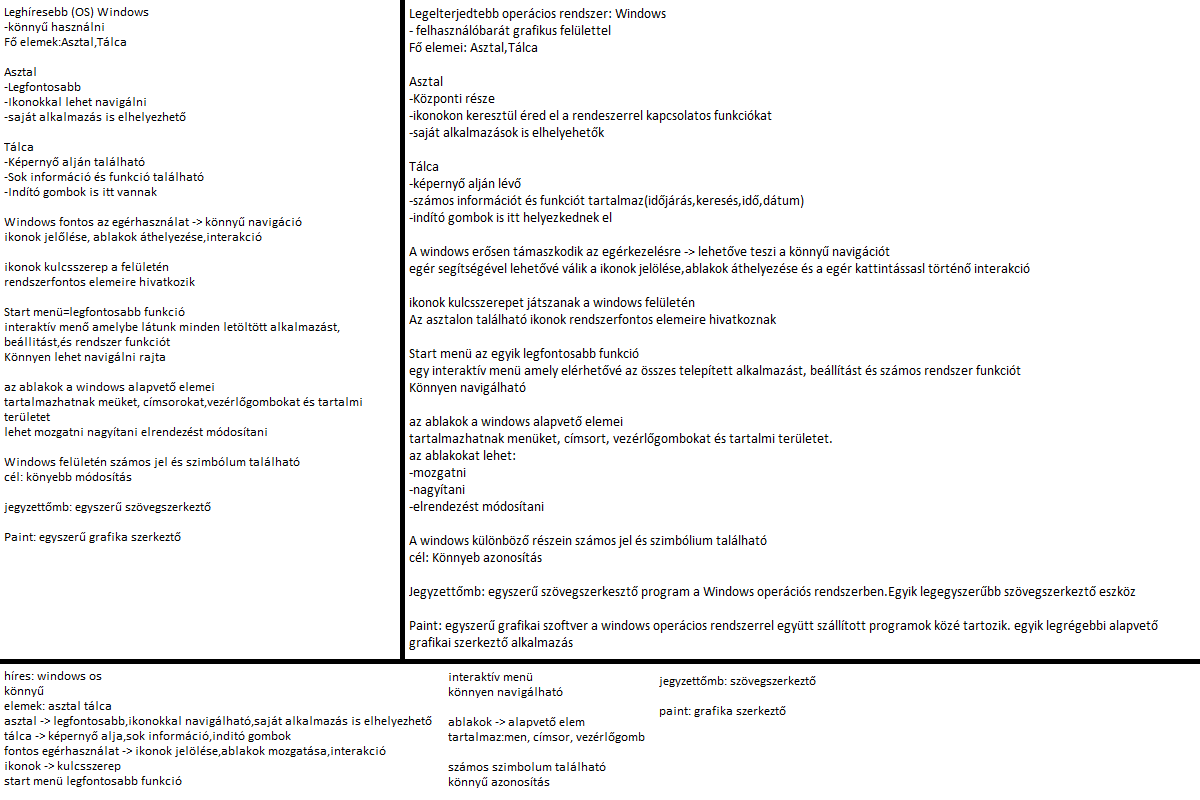 Leghíresebb (OS) Windows
-könnyű használni
Fő elemek:Asztal,Tálca
Asztal
-Legfontosabb
-Ikonokkal lehet navigálni
-saját alkalmazás is elhelyezhető
Tálca
-Képernyő alján található
-Sok információ és funkció található
-Indító gombok is itt vannak
Windows fontos az egérhasználat -> könnyű navigáció
ikonok jelőlése, ablakok áthelyezése,interakció
ikonok kulcsszerep a felületén
rendszerfontos elemeire hivatkozik
Start menü=legfontosabb funkció
interaktív menő amelybe látunk minden letöltött alkalmazást,
beállitást,és rendszer funkciót
Könnyen lehet navigálni rajta
az ablakok a windows alapvető elemei
tartalmazhatnak meüket, címsorokat,vezérlőgombokat és tartalmi
területet
lehet mozgatni nagyítani elrendezést módosítani
Windows felületén számos jel és szimbólum található
cél: könyebb módosítás
jegyzettőmb: egyszerű szövegszerkeztő
Paint: egyszerű grafika szerkeztő
Legelterjedtebb operációs rendszer: Windows
- felhasználóbarát grafikus felülettel
Fő elemei: Asztal,Tálca
Asztal
-Központi része
-ikonokon keresztül éred el a rendeszerrel kapcsolatos funkciókat
-saját alkalmazások is elhelyehetők
Tálca
-képernyő alján lévő
-számos információt és funkciót tartalmaz(időjárás,keresés,idő,dátum)
-indító gombok is itt helyezkednek el
A windows erősen támaszkodik az egérkezelésre -> lehetőve teszi a könnyű navigációt
egér segítségével lehetővé válik a ikonok jelölése,ablakok áthelyezése és a egér kattintássasl történő interakció
ikonok kulcsszerepet játszanak a windows felületén
Az asztalon található ikonok rendszerfontos elemeire hivatkoznak
Start menü az egyik legfontosabb funkció
egy interaktív menü amely elérhetővé az összes telepített alkalmazást, beállítást és számos rendszer funkciót
Könnyen navigálható
az ablakok a windows alapvető elemei
tartalmazhatnak menüket, címsort, vezérlőgombokat és tartalmi területet.
az ablakokat lehet:
-mozgatni
-nagyítani
-elrendezést módosítani
A windows különböző részein számos jel és szimbólium található
cél: Könnyeb azonosítás
Jegyzettőmb: egyszerű szövegszerkesztő program a Windows operációs rendszerben.Egyik legegyszerűbb szövegszerkeztő eszköz
Paint: egyszerű grafikai szoftver a windows operácios rendszerrel együtt szállított programok közé tartozik. egyik legrégebbi alapvető
grafikai szerkeztő alkalmazás
híres: windows os
könnyű
elemek: asztal tálca
asztal -> legfontosabb,ikonokkal navigálható,saját alkalmazás is elhelyezhető
tálca -> képernyő alja,sok információ,inditó gombok
fontos egérhasználat -> ikonok jelölése,ablakok mozgatása,interakció
ikonok -> kulcsszerep
start menü legfontosabb funkció
interaktív menü
könnyen navigálható
ablakok -> alapvető elem
tartalmaz:men, címsor, vezérlőgomb
számos szimbolum található
könnyű azonosítás
jegyzettőmb: szövegszerkeztő
paint: grafika szerkeztő